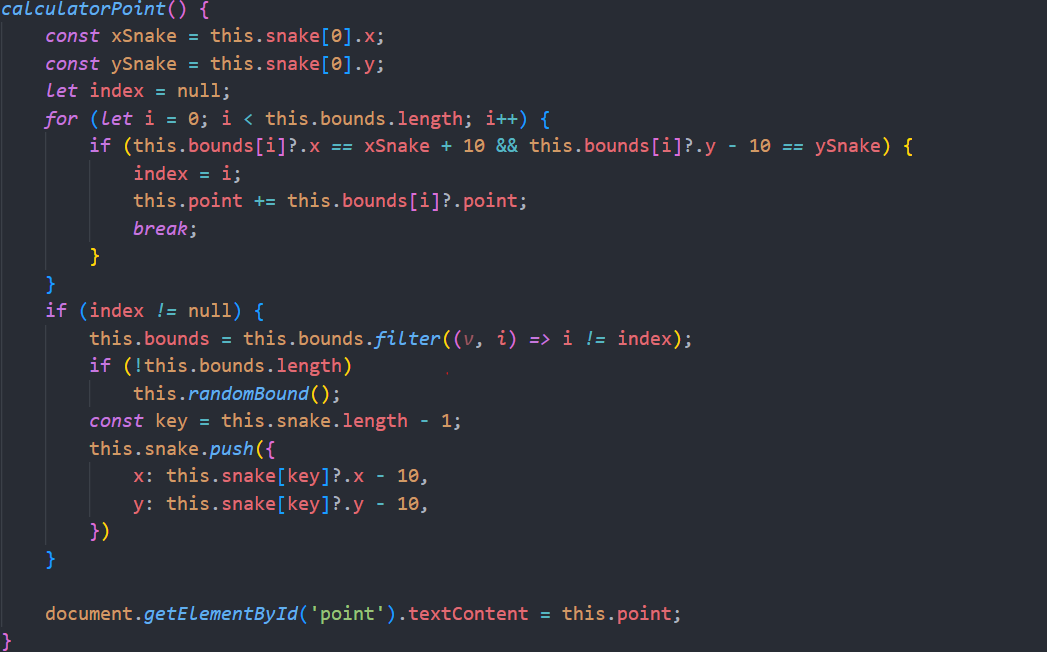 calculatorPoint() {
    const xSnake = this.snake[0].x;
    const ySnake = this.snake[0].y;
    let index = null;
    for (let i = 0; i < this.bounds.length; i++) {
        if (this.bounds[i]?.x == xSnake + 10 && this.bounds[i]?.y - 10 == ySnake) {
            index = i;
            this.point += this.bounds[i]?.point;
            break;
        }
    }
    if (index != null) {
        this.bounds = this.bounds.filter((v, i) => i != index);
        if (!this.bounds.length)
            this.randomBound();
        const key = this.snake.length - 1;
        this.snake.push({
            x: this.snake[key]?.x - 10,
            y: this.snake[key]?.y - 10,
        })
    }

    document.getElementById('point').textContent = this.point;
}